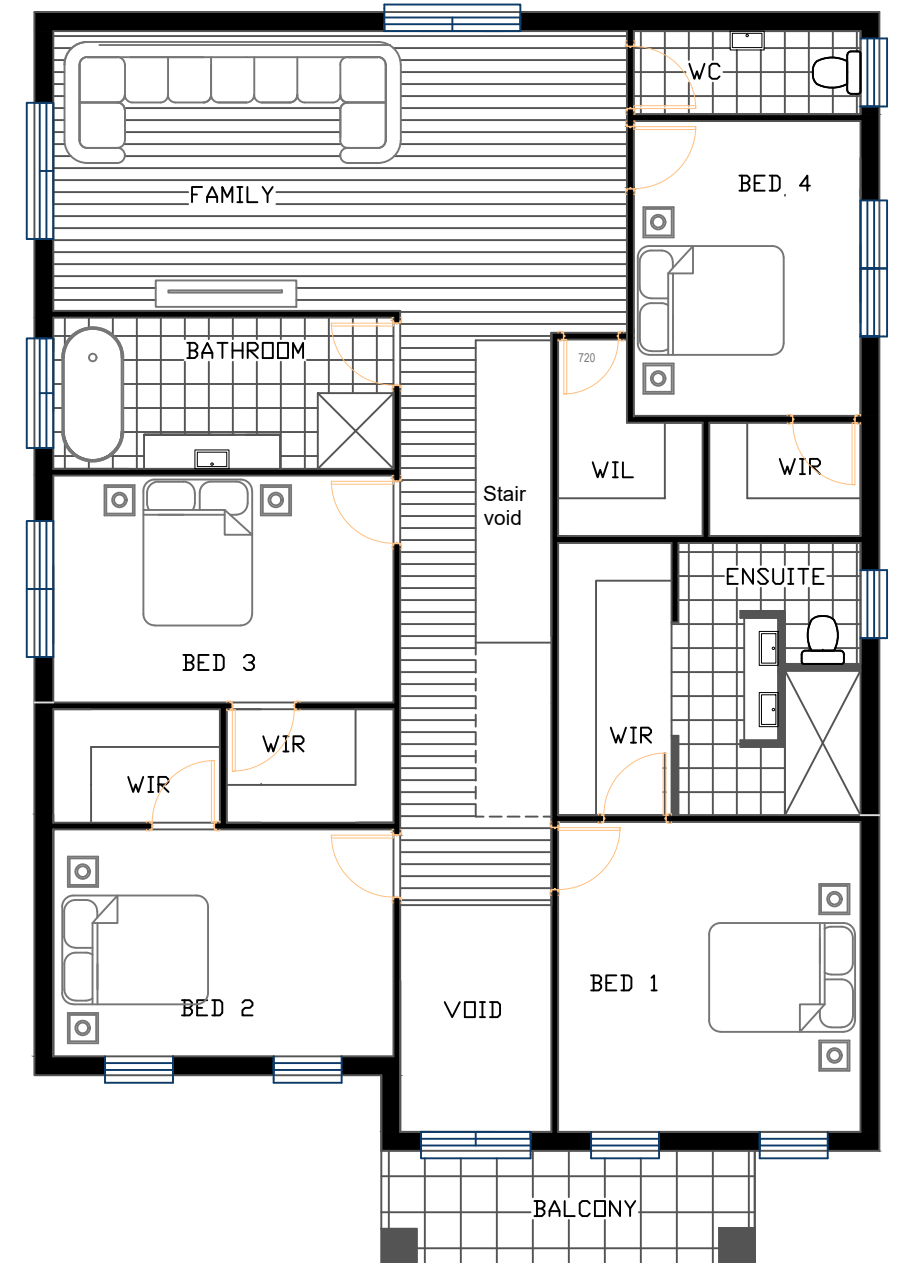 WC
BED 4
FAMILY
BATHROOM
720
WIL
WIR
Stair
void
ENSUITE
BED 3
WIR
WIR
WIR
BED 1
BED 2
VOID
BALCONY